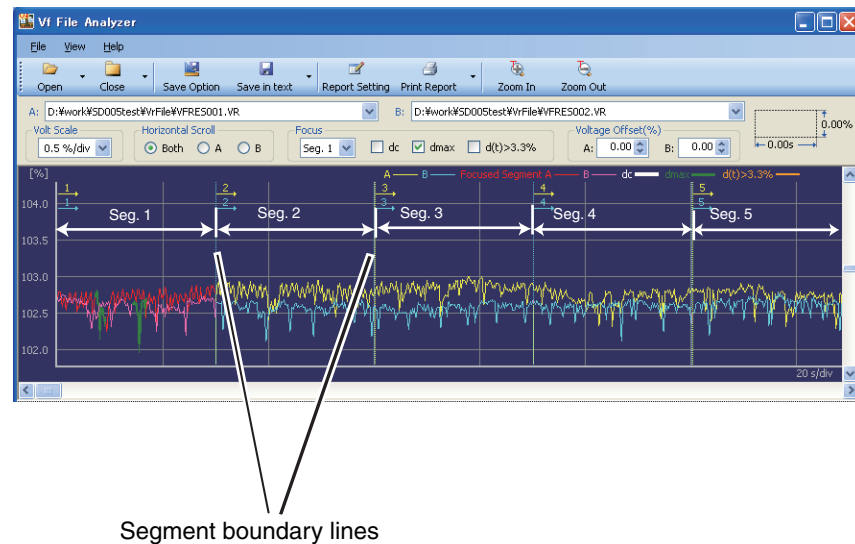 Vf File Analyzer
File View Help
Open Close Save Option Save in text Report Setting Print Report Zoom In Zoom Out
A: D:¥work¥SD005test¥VrFile¥VFRES001.VR B: D:¥work¥SD005test¥VrFile¥VFRES002.VR
Volt Scale Horizontal Scroll Focus Voltage Offset(%)
0.5 %/div Both A B Seg. 1 dc dmax d(t)>3.3% A: 0.00 B: 0.00 0.00s 0.00%
[%] A B Focused Segment A B dc dmax d(t)>3.3%
1 2 3 4 5
104.0 1 2 3 4 5
Seg. 1 Seg. 2 Seg. 3 Seg. 4 Seg. 5
103.5
103.0
102.5
102.0
20 s/div
Segment boundary lines